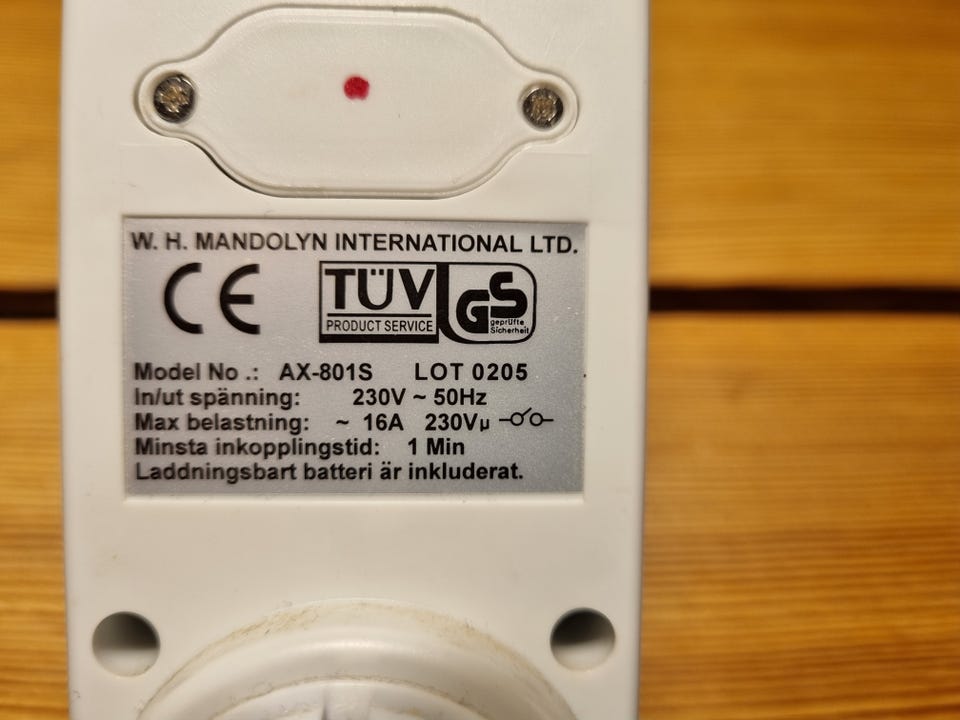 W. H. MANDOLYN INTERNATIONAL LTD.
CE
TÜV
PRODUCT SERVICE
GS
geprüfte
Sicherheit
Model No .: AX-801S LOT 0205
In/ut spänning: 230V ~ 50Hz
Max belastning: ~ 16A 230Vµ
Minsta inkopplingstid: 1 Min
Laddningsbart batteri är inkluderat.